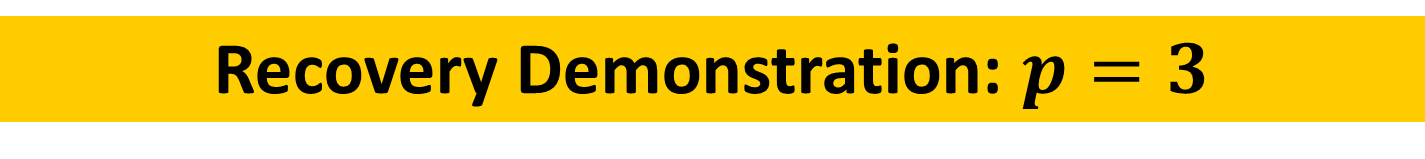 Recovery Demonstration: p = 3